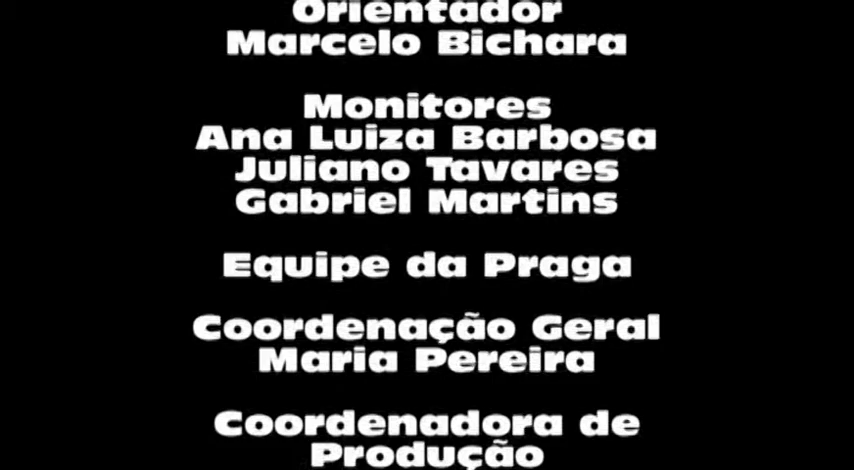 Orientador
Marcelo Bichara
Monitores
Ana Luiza Barbosa
Juliano Tavares
Gabriel Martins
Equipe da Praga
Coordenação Geral
Maria Pereira
Coordenadora de
Produção